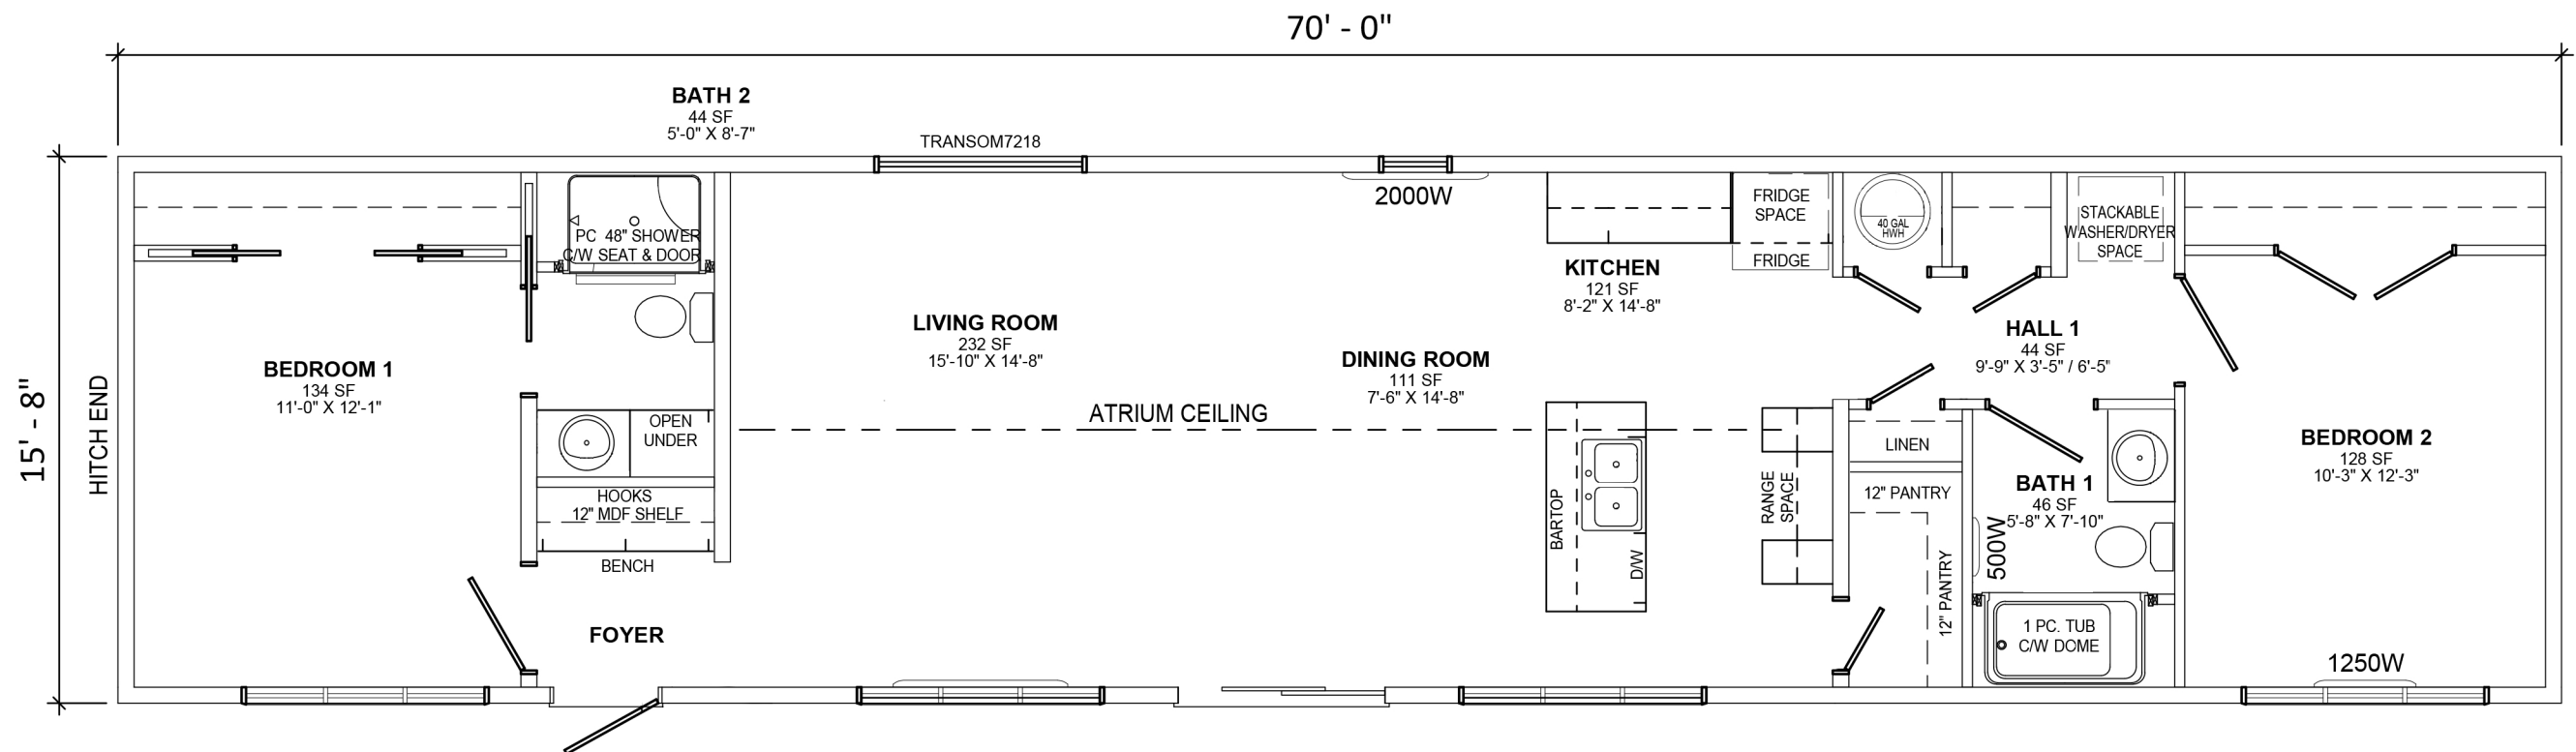 70' - 0"
15' - 8"
HITCH END
BATH 2
44 SF
5'-0" X 8'-7"
TRANSOM7218
2000W
PC 48" SHOWER
C/W SEAT & DOOR
BEDROOM 1
134 SF
11'-0" X 12'-1"
OPEN
UNDER
HOOKS
12" MDF SHELF
BENCH
FOYER
LIVING ROOM
232 SF
15'-10" X 14'-8"
ATRIUM CEILING
DINING ROOM
111 SF
7'-6" X 14'-8"
KITCHEN
121 SF
8'-2" X 14'-8"
FRIDGE
SPACE
FRIDGE
BARTOP
D/W
RANGE
SPACE
40 GAL
HWH
STACKABLE
WASHER/DRYER
SPACE
HALL 1
44 SF
9'-9" X 3'-5" / 6'-5"
LINEN
12" PANTRY
12" PANTRY
BATH 1
46 SF
5'-8" X 7'-10"
500W
1 PC. TUB
C/W DOME
BEDROOM 2
128 SF
10'-3" X 12'-3"
1250W